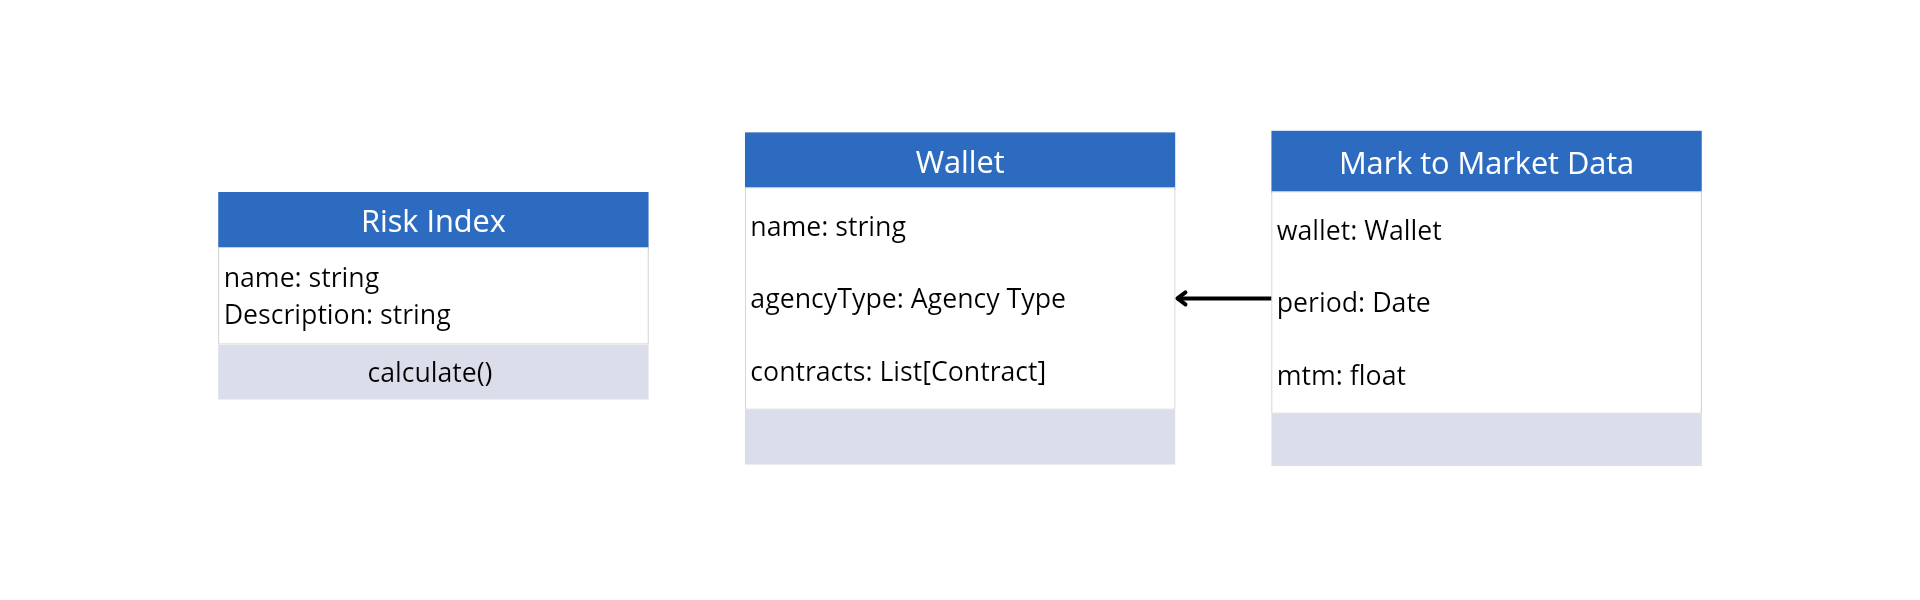 Risk Index
name: string
Description: string
calculate()
Wallet
name: string
agencyType: Agency Type
contracts: List[Contract]
Mark to Market Data
wallet: Wallet
period: Date
mtm: float